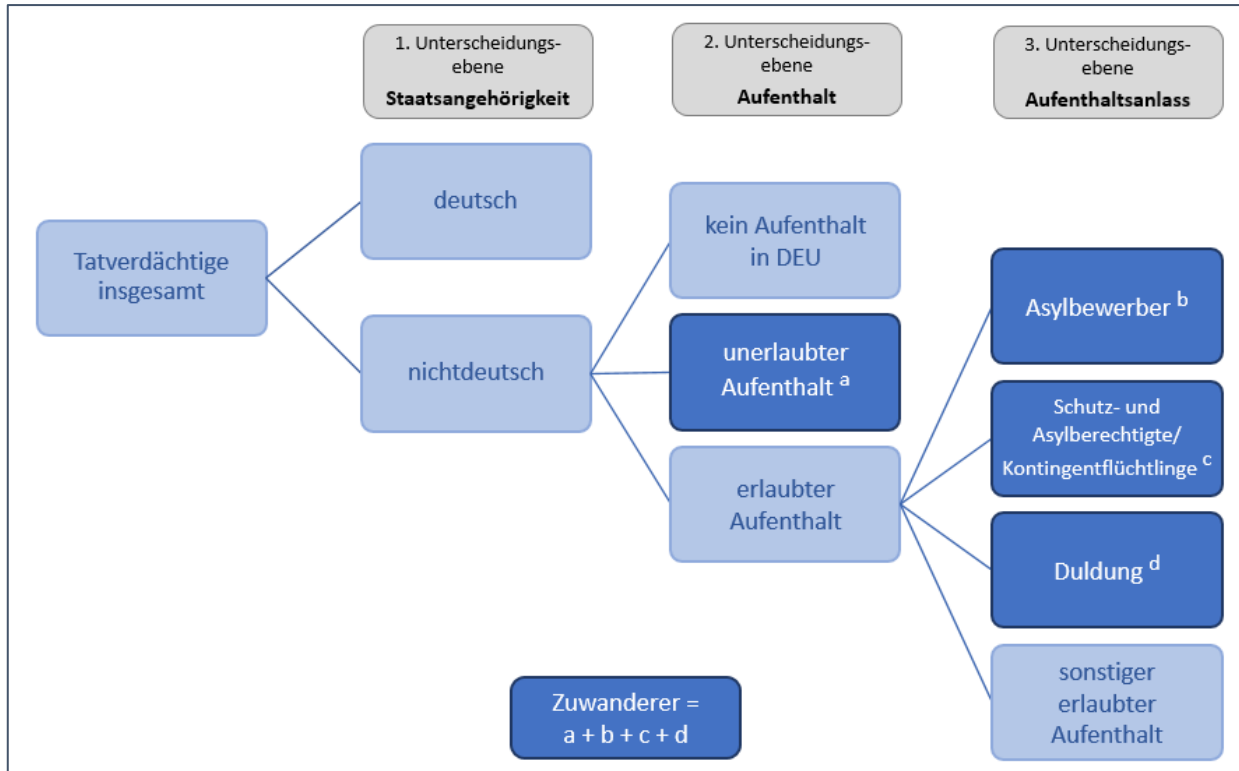 1. Unterscheidungs-
ebene
Staatsangehörigkeit
2. Unterscheidungs-
ebene
Aufenthalt
3. Unterscheidungs-
ebene
Aufenthaltsanlass
Tatverdächtige
insgesamt
deutsch
nichtdeutsch
kein Aufenthalt
in DEU
unerlaubter
Aufenthalt a
erlaubter
Aufenthalt
Asylbewerber b
Schutz- und
Asylberechtigte/
Kontingentflüchtlinge c
Duldung d
sonstiger
erlaubter
Aufenthalt
Zuwanderer =
a + b + c + d